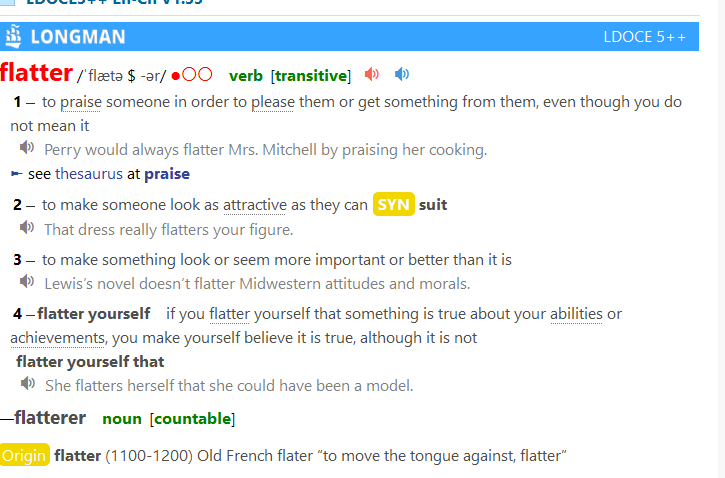 LDOCE5++ En-Cn V1.35
LONGMAN LDOCE 5++
flatter /ˈflætə $ -ər/ ●○○ verb [transitive]
1 – to praise someone in order to please them or get something from them, even though you do
not mean it
Perry would always flatter Mrs. Mitchell by praising her cooking.
► see thesaurus at praise
2 – to make someone look as attractive as they can SYN suit
That dress really flatters your figure.
3 – to make something look or seem more important or better than it is
Lewis’s novel doesn’t flatter Midwestern attitudes and morals.
4 –flatter yourself if you flatter yourself that something is true about your abilities or
achievements, you make yourself believe it is true, although it is not
flatter yourself that
She flatters herself that she could have been a model.
—flatterer noun [countable]
Origin flatter (1100-1200) Old French flater “to move the tongue against, flatter”